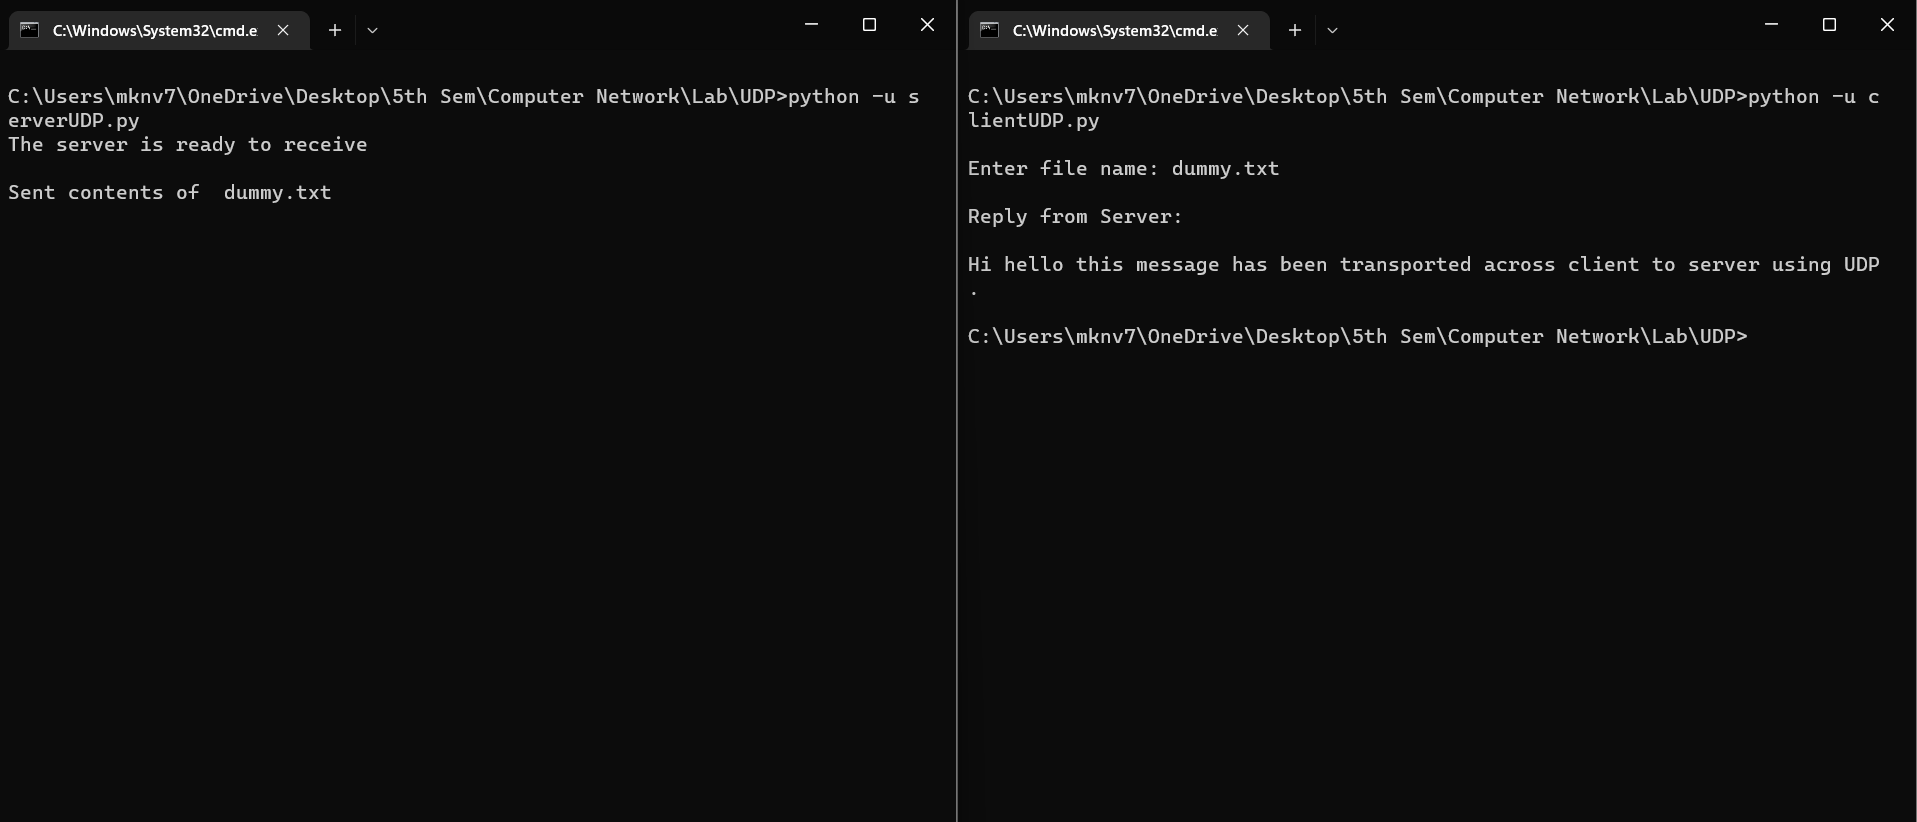 C:\Windows\System32\cmd.e
C:\Users\mknv7\OneDrive\Desktop\5th Sem\Computer Network\Lab\UDP>python -u s
erverUDP.py
The server is ready to receive
Sent contents of  dummy.txt
C:\Windows\System32\cmd.e
C:\Users\mknv7\OneDrive\Desktop\5th Sem\Computer Network\Lab\UDP>python -u c
lientUDP.py
Enter file name: dummy.txt
Reply from Server:
Hi hello this message has been transported across client to server using UDP
.
C:\Users\mknv7\OneDrive\Desktop\5th Sem\Computer Network\Lab\UDP>